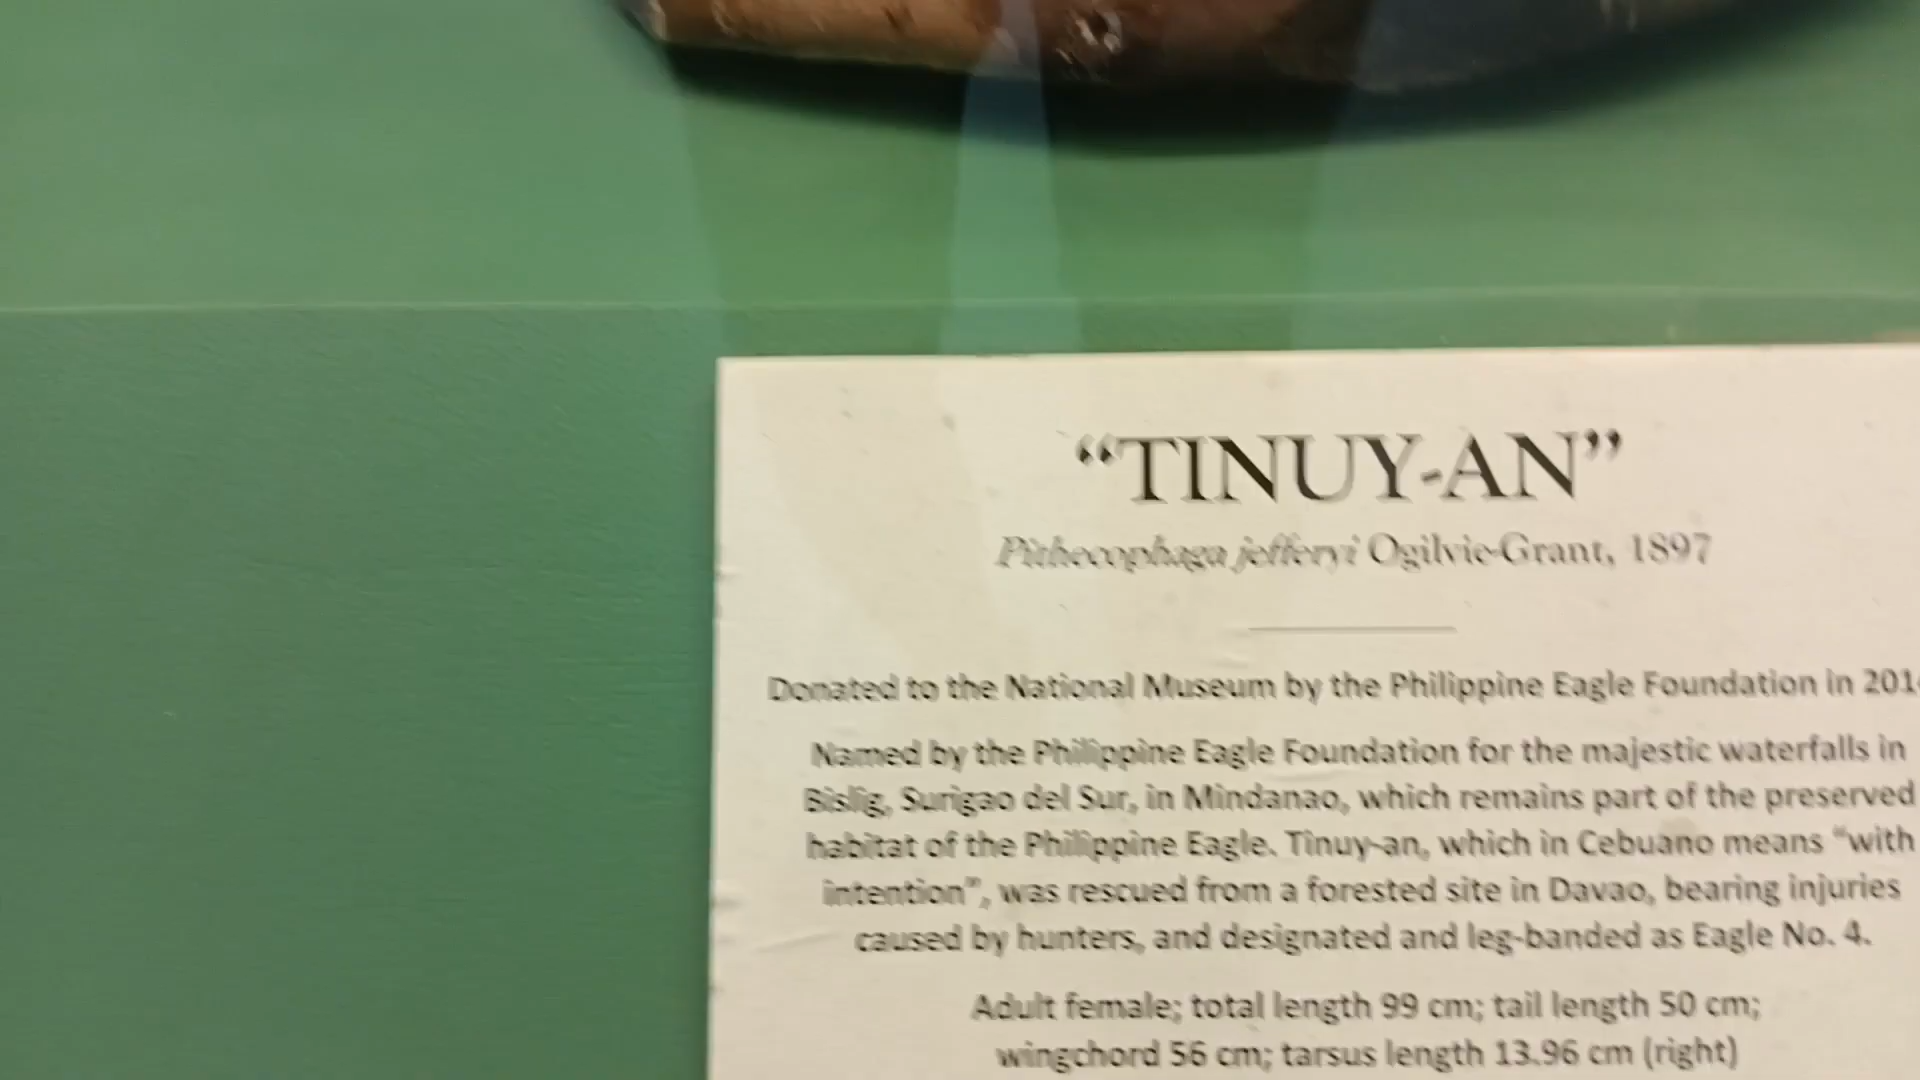 “TINUY-AN”
Pithecophaga jefferyi Ogilvie-Grant, 1897
Donated to the National Museum by the Philippine Eagle Foundation in
Named by the Philippine Eagle Foundation for the majestic waterfalls in
Bislig, Surigao del Sur, in Mindanao, which remains part of the preserved
habitat of the Philippine Eagle. Tinuy-an, which in Cebuano means “with
intention”, was rescued from a forested site in Davao, bearing injuries
caused by hunters, and designated and leg-banded as Eagle No. 4.
Adult female; total length 99 cm; tail length 50 cm;
wingchord 56 cm; tarsus length 13.96 cm (right)